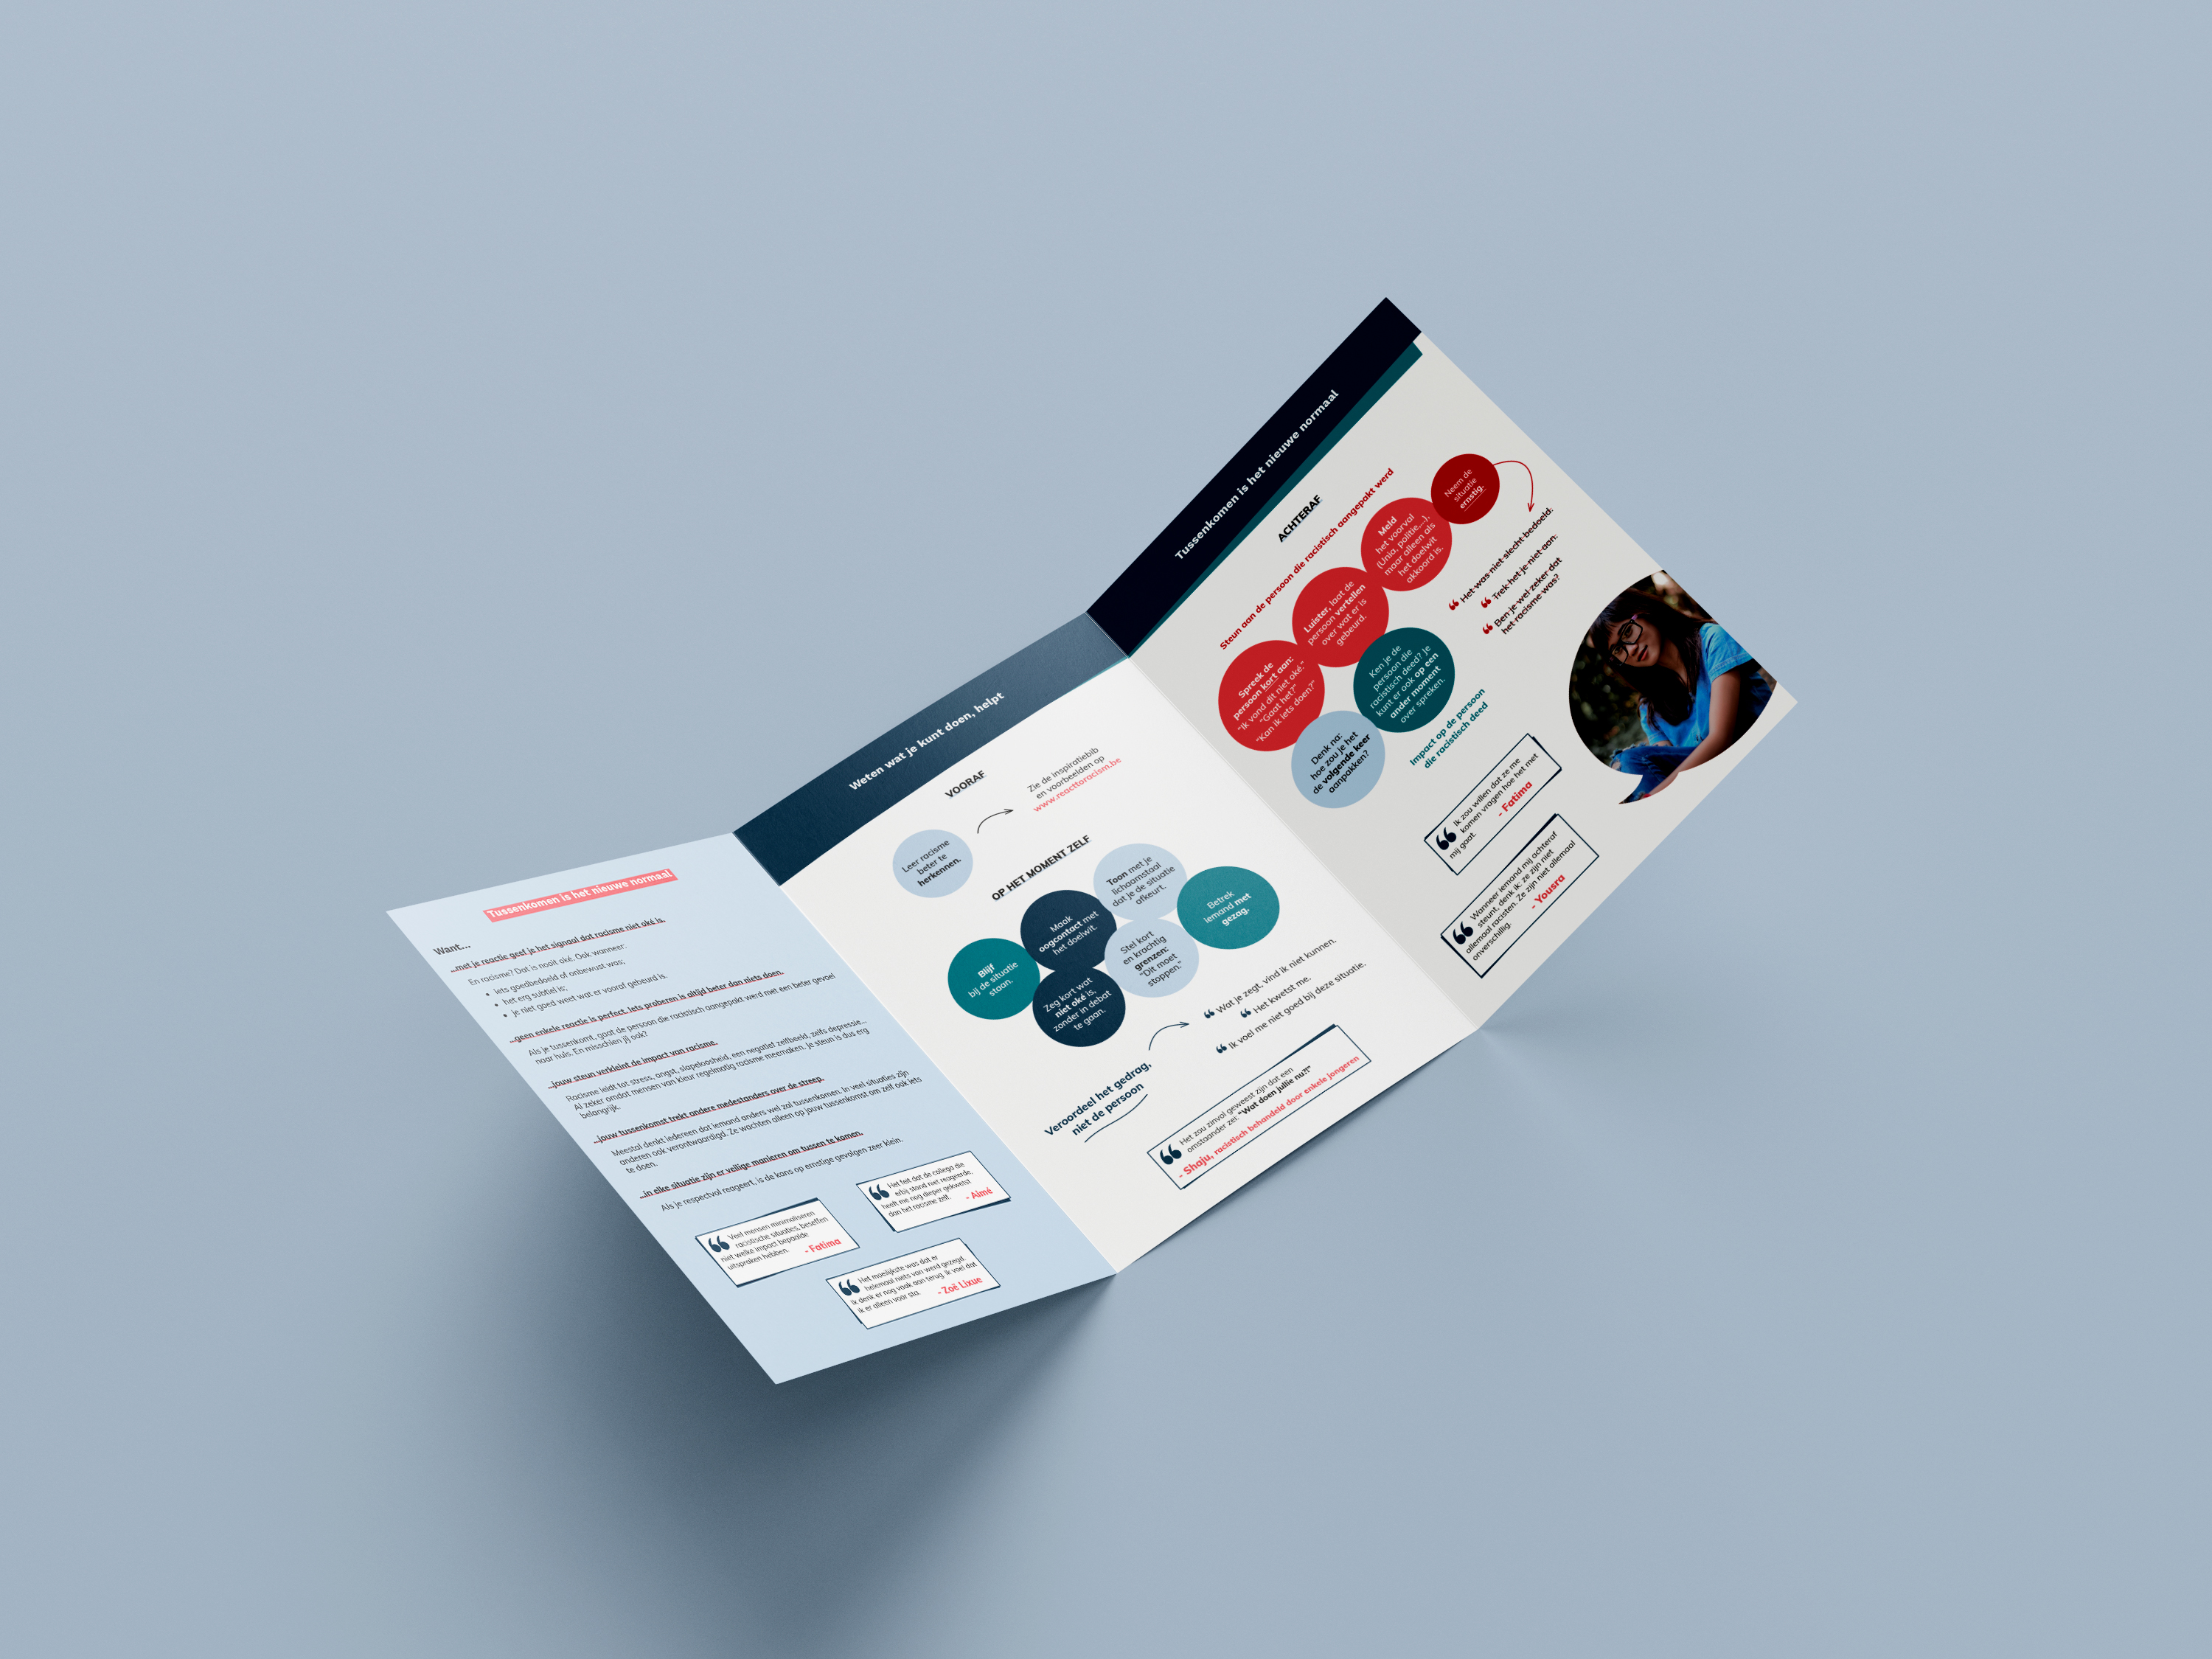 Tussenkomen is het nieuwe normaal
Want...
...met je reactie geef je het signaal dat racisme niet oké is.
En racisme? Dat is nooit oké. Ook wanneer:
• iets goedbedoeld of onbewust was;
• het erg subtiel is;
• je niet goed weet wat er vooraf gebeurd is.
...geen enkele reactie is perfect. Iets proberen is altijd beter dan niets doen.
Als je tussenkomt, gaat de persoon die racistisch aangepakt werd met een beter gevoel
naar huis. En misschien jij ook?
...jouw steun verkleint de impact van racisme.
Racisme leidt tot stress, angst, slapeloosheid, een negatief zelfbeeld, zelfs depressie...
Al zeker omdat mensen van kleur regelmatig racisme meemaken. Je steun is dus erg
belangrijk.
...jouw tussenkomst trekt andere medestanders over de streep.
Meestal denkt iedereen dat iemand anders wel zal tussenkomen. In veel situaties zijn
anderen ook verontwaardigd. Ze wachten alleen op jouw tussenkomst om zelf ook iets
te doen.
...in elke situatie zijn er veilige manieren om tussen te komen.
Als je respectvol reageert, is de kans op ernstige gevolgen zeer klein.
Veel mensen minimaliseren
racistische situaties, beseffen
niet welke impact bepaalde
uitspraken hebben.
- Fatima
Het feit dat de collega die
erbij stond niet reageerde,
heeft me nog dieper gekwetst
dan het racisme zelf.
- Aimé
Het moeilijkste was dat er
helemaal niets van werd gezegd.
Ik denk er nog vaak aan terug. Ik voel dat
ik er alleen voor sta.
- Zoë Lixue
Weten wat je kunt doen, helpt
VOORAF
Leer racisme
beter te
herkennen.
Zie de inspiratiebib
en voorbeelden op
www.reacttoracism.be
OP HET MOMENT ZELF
Blijf
bij de situatie
staan.
Maak
oogcontact met
het doelwit.
Toon met je
lichaamstaal
dat je de situatie
afkeurt.
Betrek
iemand met
gezag.
Zeg kort wat
niet oké is,
zonder in debat
te gaan.
Stel kort
en krachtig
grenzen:
"Dit moet
stoppen."
Veroordeel het gedrag,
niet de persoon
Wat je zegt, vind ik niet kunnen.
Het kwetst me.
Ik voel me niet goed bij deze situatie.
Het zou zinvol geweest zijn dat een
omstaander zei: "Wat doen jullie nu?!"
- Shaju, racistisch behandeld door enkele jongeren
Tussenkomen is het nieuwe normaal
ACHTERAF
Steun aan de persoon die racistisch aangepakt werd
Spreek de
persoon kort aan:
"Ik vond dit niet oké."
"Gaat het?"
"Kan ik iets doen?"
Luister, laat de
persoon vertellen
over wat er is
gebeurd.
Meld
het voorval
(Unia, politie,...),
maar alleen als
het doelwit
akkoord is.
Neem de
situatie
ernstig.
Het was niet slecht bedoeld.
Trek het je niet aan.
Ben je wel zeker dat
het racisme was?
Denk na:
hoe zou je het
de volgende keer
aanpakken?
Ken je de
persoon die
racistisch deed? Je
kunt er ook op een
ander moment
over spreken.
Impact op de persoon
die racistisch deed
Ik zou willen dat ze me
komen vragen hoe het met
mij gaat.
- Fatima
Wanneer iemand mij achteraf
steunt, denk ik: ze zijn niet
allemaal racisten. Ze zijn niet allemaal
onverschillig.
- Yousra